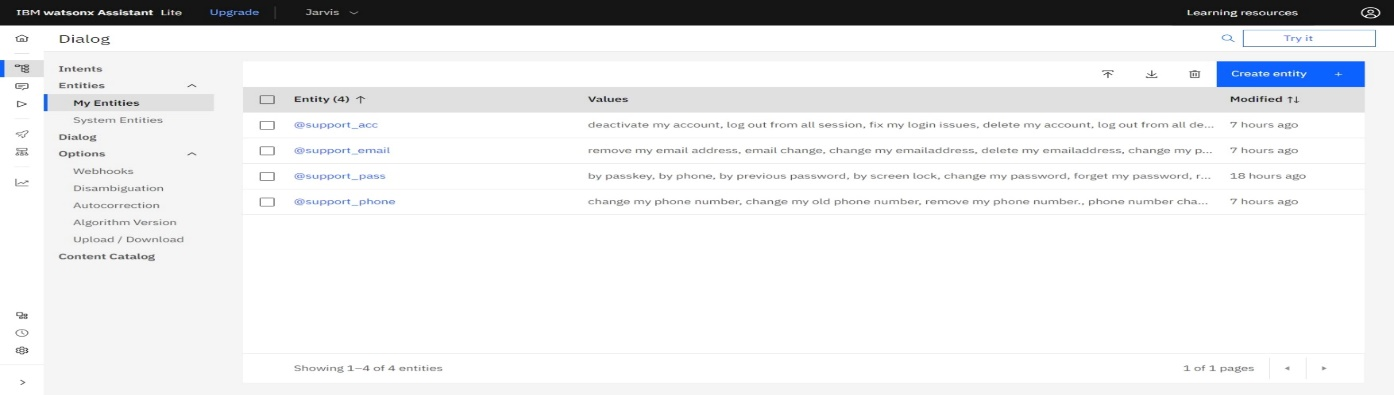 IBM watsonx Assistant Lite Upgrade Jarvis Learning resources
Dialog Try it
Intents
Entities
My Entities
System Entities
Dialog
Options
Webhooks
Disambiguation
Autocorrection
Algorithm Version
Upload / Download
Content Catalog
Create entity +
Entity (4) ↑ Values Modified ↑↓
@support_acc deactivate my account, log out from all session, fix my login issues, delete my account, log out from all de... 7 hours ago
@support_email remove my email address, email change, change my emailaddress, delete my emailaddress, change my p... 7 hours ago
@support_pass by passkey, by phone, by previous password, by screen lock, change my password, forget my password, r... 18 hours ago
@support_phone change my phone number, change my old phone number, remove my phone number., phone number cha... 7 hours ago
Showing 1–4 of 4 entities 1 of 1 pages